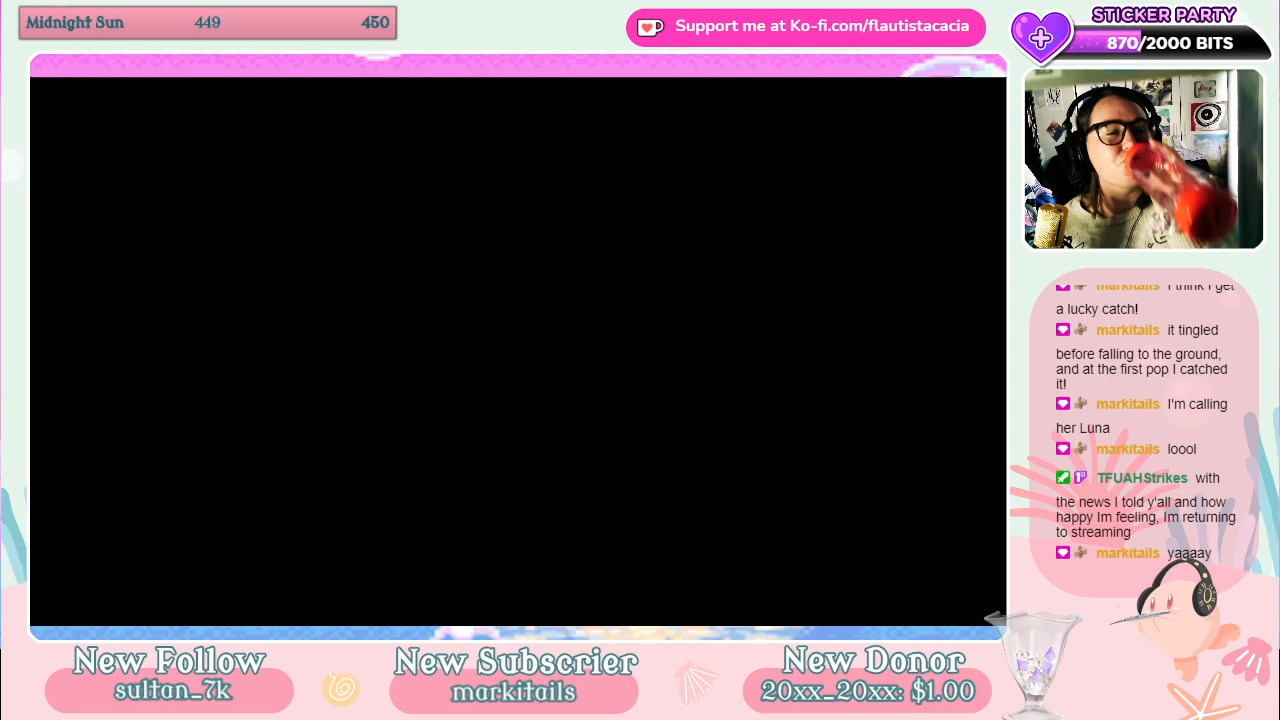 Midnight Sun 449 450
Support me at Ko-fi.com/flautistacacia
STICKER PARTY
870/2000 BITS
markitails I think I get
a lucky catch!
markitails it tingled
before falling to the ground,
and at the first pop I catched
it!
markitails I'm calling
her Luna
markitails loool
TFUAHStrikes with
the news I told y'all and how
happy Im feeling, Im returning
to streaming
markitails yaaaay
New Follow
sultan_7k
New Subscrier
markitails
New Donor
20xx_20xx: $1.00